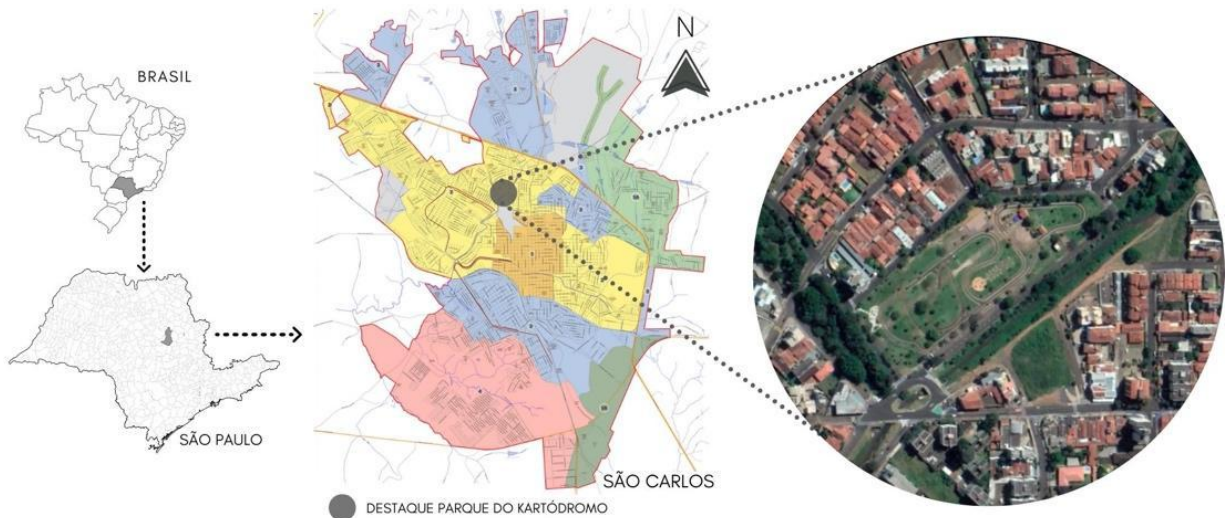 BRASIL
SÃO PAULO
N
SÃO CARLOS
DESTAQUE PARQUE DO KARTÓDROMO